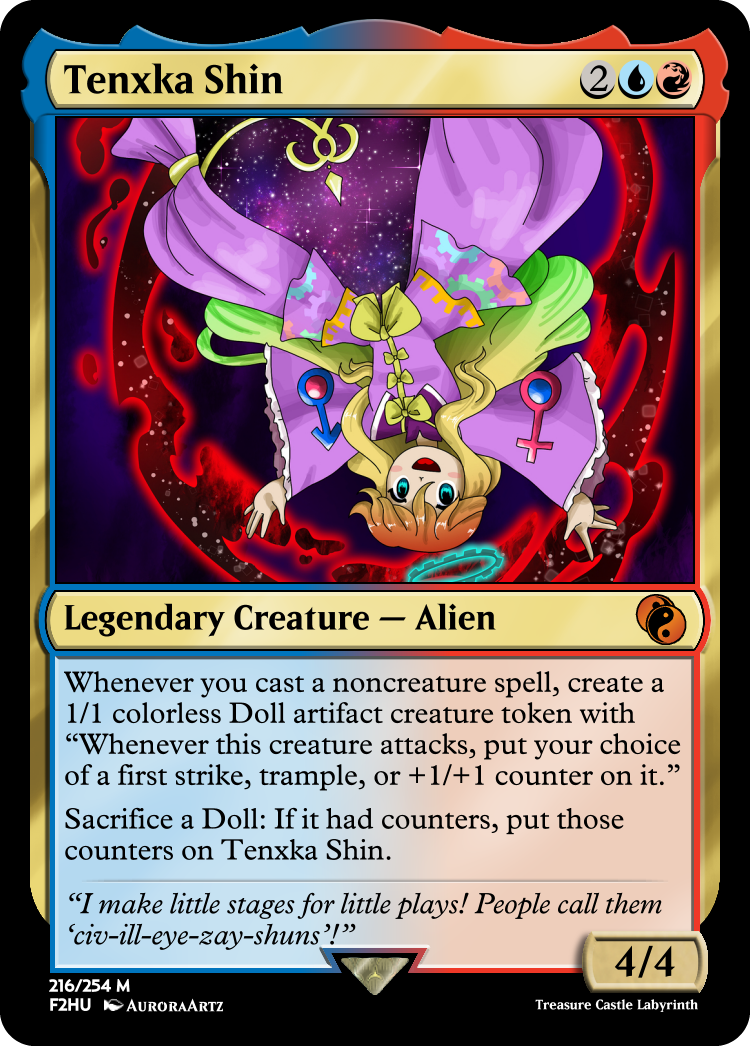 Tenxka Shin
2
Legendary Creature — Alien
Whenever you cast a noncreature spell, create a
1/1 colorless Doll artifact creature token with
“Whenever this creature attacks, put your choice
of a first strike, trample, or +1/+1 counter on it.”
Sacrifice a Doll: If it had counters, put those
counters on Tenxka Shin.
“I make little stages for little plays! People call them
‘civ-ill-eye-zay-shuns’!”
4/4
216/254 M
F2HU AuroraArtz
Treasure Castle Labyrinth